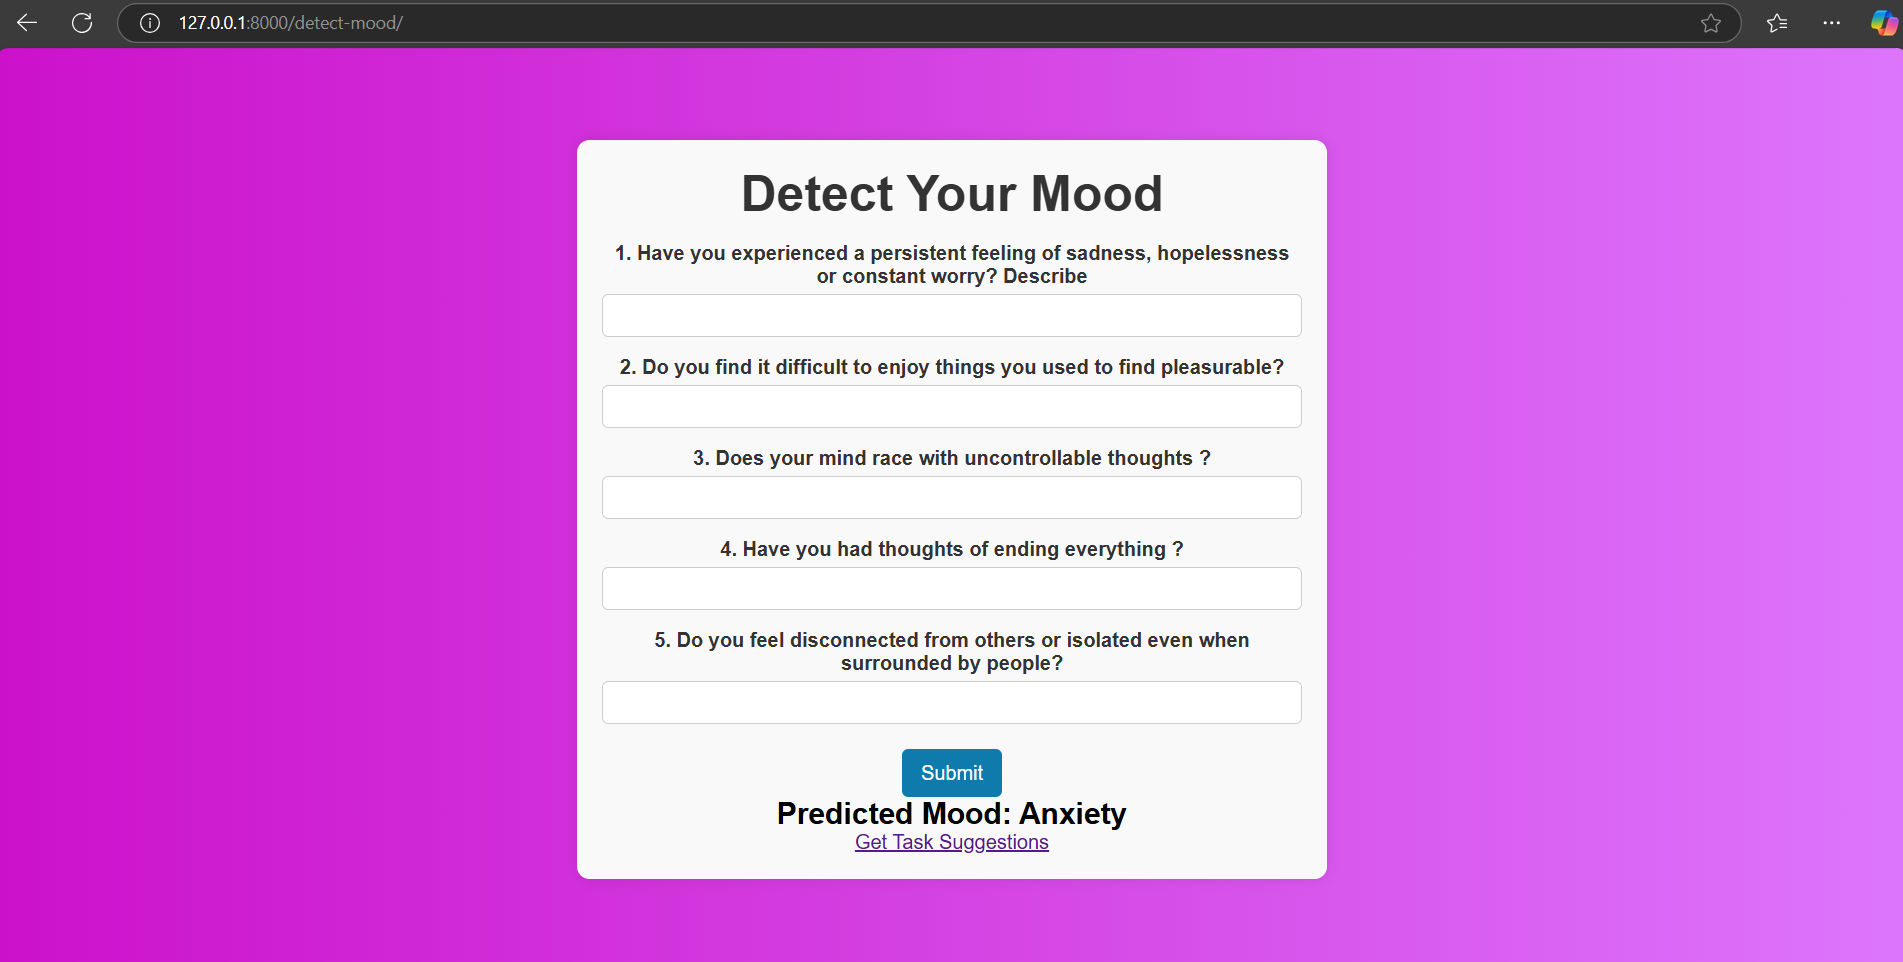 127.0.0.1:8000/detect-mood/
Detect Your Mood
1. Have you experienced a persistent feeling of sadness, hopelessness
or constant worry? Describe
2. Do you find it difficult to enjoy things you used to find pleasurable?
3. Does your mind race with uncontrollable thoughts ?
4. Have you had thoughts of ending everything ?
5. Do you feel disconnected from others or isolated even when
surrounded by people?
Submit
Predicted Mood: Anxiety
Get Task Suggestions